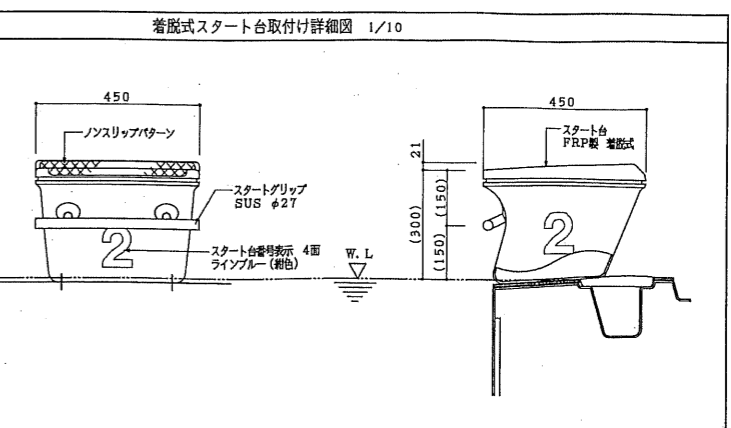 着脱式スタート台取付け詳細図 1/10
450
ノンスリップパターン
スタートグリップ
SUS φ27
2
スタート台番号表示 4面
ラインブルー(紺色)
W.L
450
スタート台
FRP製 着脱式
21
(300)
(150)
(150)
2